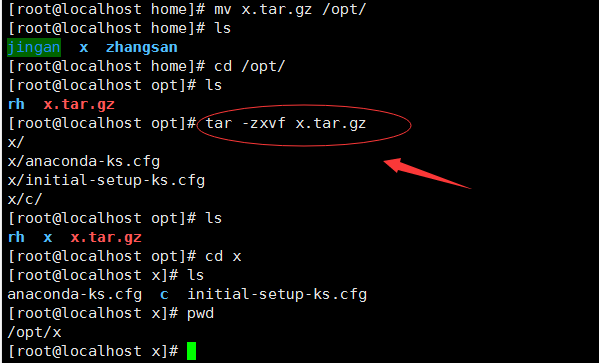 [root@localhost home]# mv x.tar.gz /opt/
[root@localhost home]# ls
jingan  x  zhangsan
[root@localhost home]# cd /opt/
[root@localhost opt]# ls
rh  x.tar.gz
[root@localhost opt]# tar -zxvf x.tar.gz
x/
x/anaconda-ks.cfg
x/initial-setup-ks.cfg
x/c/
[root@localhost opt]# ls
rh  x  x.tar.gz
[root@localhost opt]# cd x
[root@localhost x]# ls
anaconda-ks.cfg  c  initial-setup-ks.cfg
[root@localhost x]# pwd
/opt/x
[root@localhost x]#